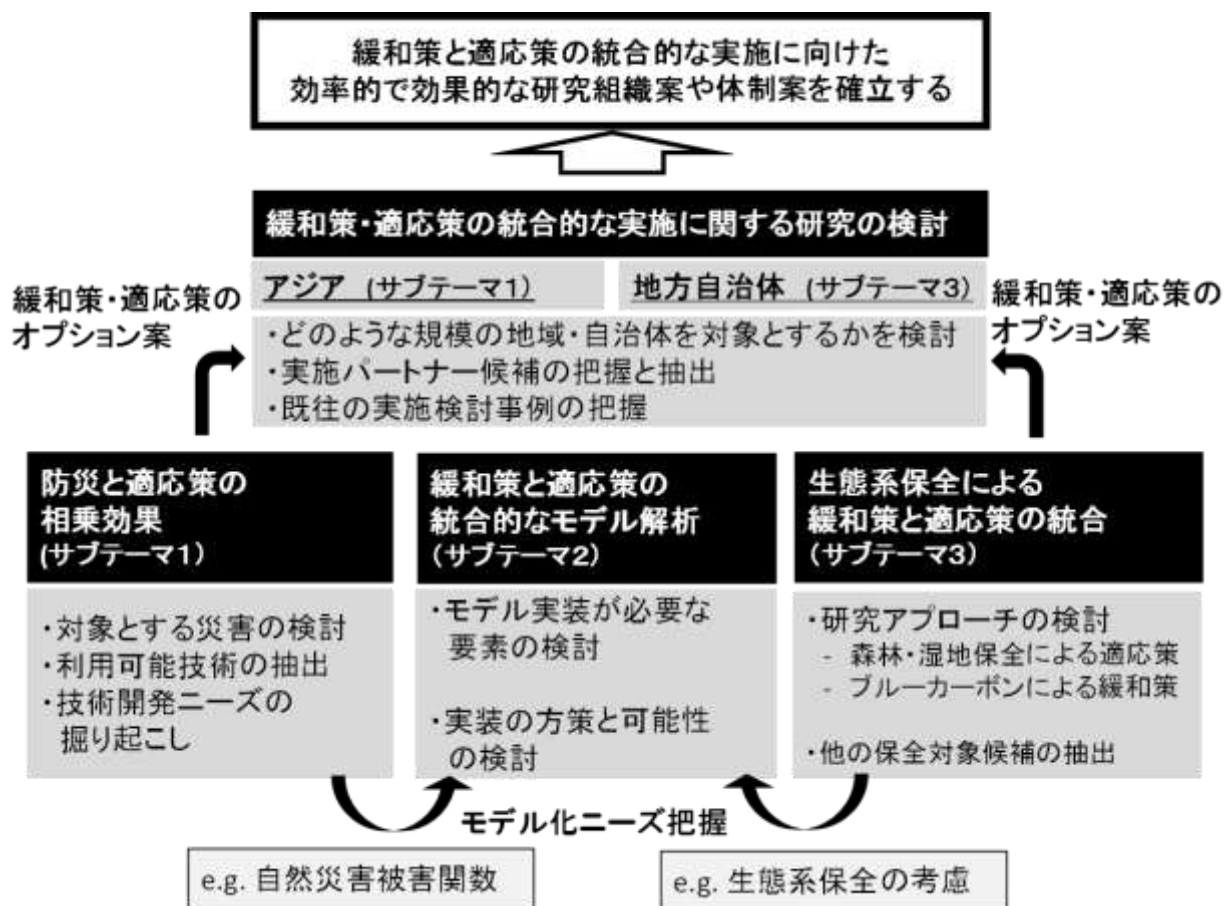 緩和策と適応策の統合的な実施に向けた
効率的で効果的な研究組織案や体制案を確立する
緩和策・適応策の統合的な実施に関する研究の検討
アジア (サブテーマ1)
地方自治体 (サブテーマ3)
・どのような規模の地域・自治体を対象とするかを検討
・実施パートナー候補の把握と抽出
・既往の実施検討事例の把握
緩和策・適応策の
オプション案
緩和策・適応策の
オプション案
防災と適応策の
相乗効果
(サブテーマ1)
・対象とする災害の検討
・利用可能技術の抽出
・技術開発ニーズの
掘り起こし
緩和策と適応策の
統合的なモデル解析
(サブテーマ2)
・モデル実装が必要な
要素の検討
・実装の方策と可能性
の検討
生態系保全による
緩和策と適応策の統合
(サブテーマ3)
・研究アプローチの検討
- 森林・湿地保全による適応策
- ブルーカーボンによる緩和策
・他の保全対象候補の抽出
モデル化ニーズ把握
e.g. 自然災害被害関数
e.g. 生態系保全の考慮